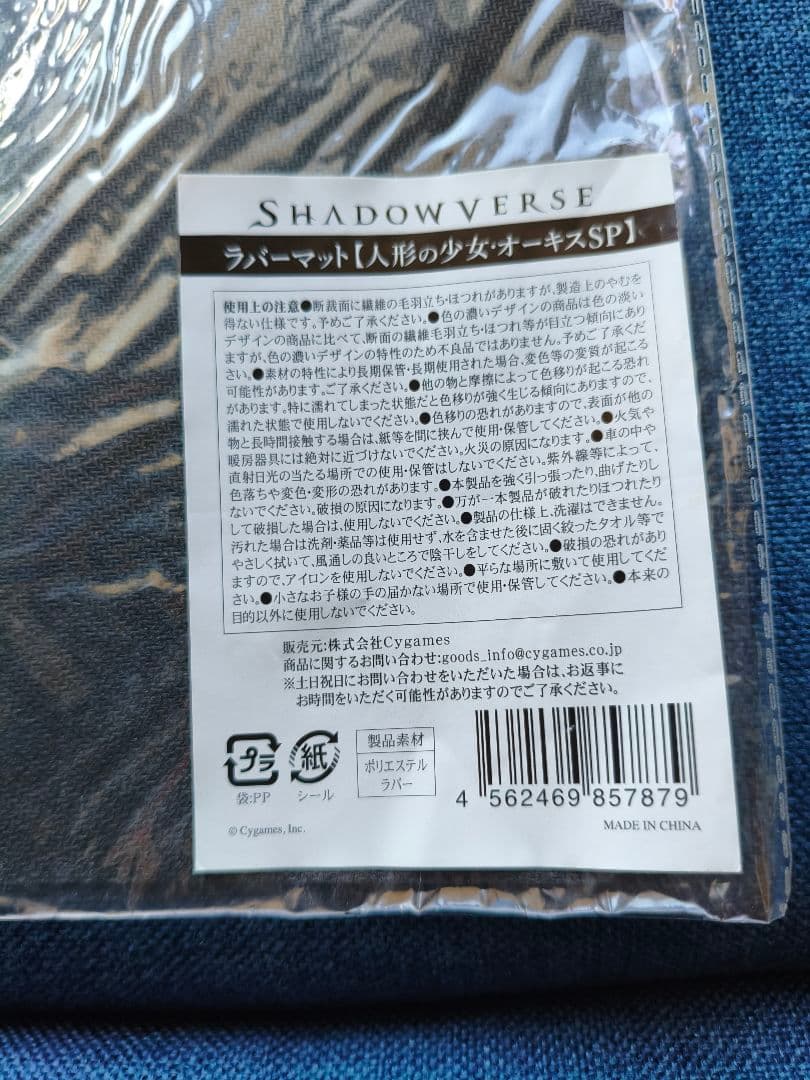 SHADOWVERSE
ラバーマット【人形の少女・オーキスSP】
使用上の注意●断裁面に繊維の毛羽立ち・ほつれがありますが、製造上のやむを
得ない仕様です。予めご了承ください。●色の濃いデザインの商品は色の淡い
デザインの商品に比べて、断面の繊維毛羽立ち・ほつれ等が目立つ傾向にあり
ますが、色の濃いデザインの特性のため不良品ではありません。予めご了承くだ
さい。●素材の特性により長期保管・長期使用された場合、変色等の変質が起こる
可能性があります。ご了承ください。●他の物と摩擦によって色移りが起こる恐れ
があります。特に濡れてしまった状態だと色移りが強く生じる傾向にありますので、
濡れた状態で使用しないでください。●色移りの恐れがありますので、表面が他の
物と長時間接触する場合は、紙等を間に挟んで使用・保管してください。●火気や
暖房器具には絶対に近づけないでください。火災の原因になります。●車の中や
直射日光の当たる場所での使用・保管はしないでください。紫外線等によって、
色落ちや変色・変形の恐れがあります。●本製品を強く引っ張ったり、曲げたりし
ないでください。破損の原因になります。●万が一本製品が破れたりほつれたり
して破損した場合は、使用しないでください。●製品の仕様上、洗濯はできません。
汚れた場合は洗剤・薬品等は使用せず、水を含ませた後に固く絞ったタオル等で
やさしく拭いて、風通しの良いところで陰干しをしてください。●破損の恐れがあり
ますので、アイロンを使用しないでください。●平らな場所に敷いて使用してくだ
さい。●小さなお子様の手の届かない場所で使用・保管してください。●本来の
目的以外に使用しないでください。
販売元:株式会社Cygames
商品に関するお問い合わせ:goods_info@cygames.co.jp
※土日祝日にお問い合わせをいただいた場合は、お返事に
お時間をいただく可能性がありますのでご了承ください。
プラ
袋:PP
紙
シール
製品素材
ポリエステル
ラバー
4 562469 857879
© Cygames, Inc.
MADE IN CHINA